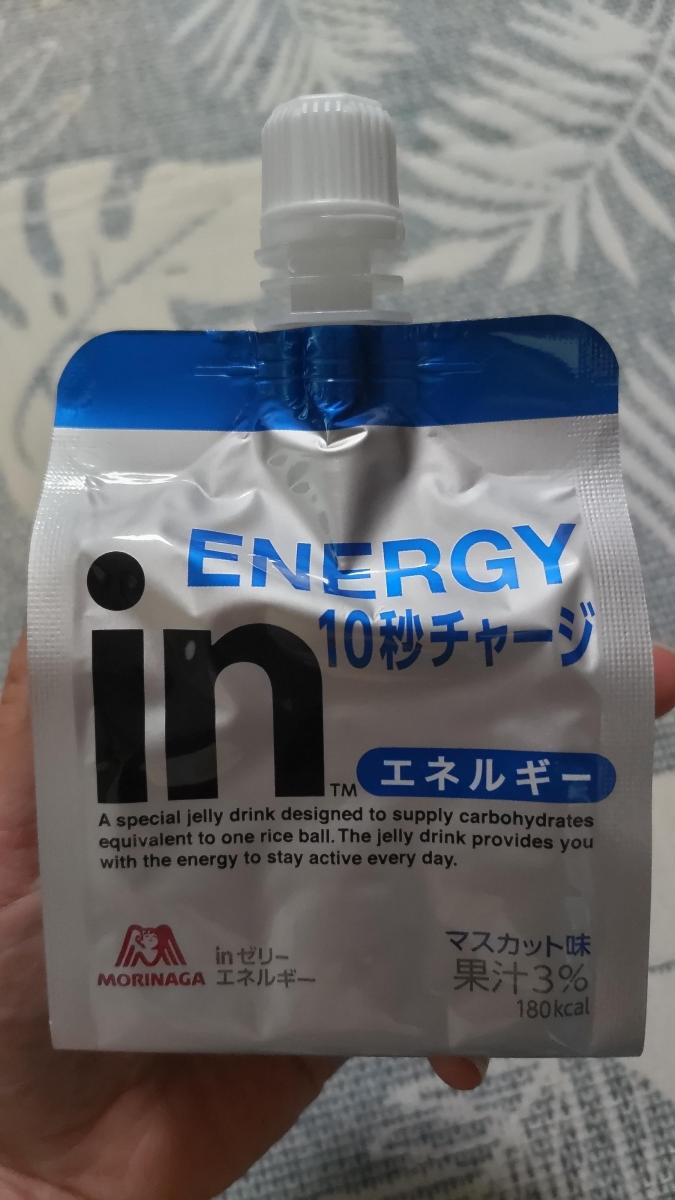 ENERGY
in
10秒チャージ
TM
エネルギー
A special jelly drink designed to supply carbohydrates
equivalent to one rice ball. The jelly drink provides you
with the energy to stay active every day.
MORINAGA
inゼリー
エネルギー
マスカット味
果汁3%
180kcal